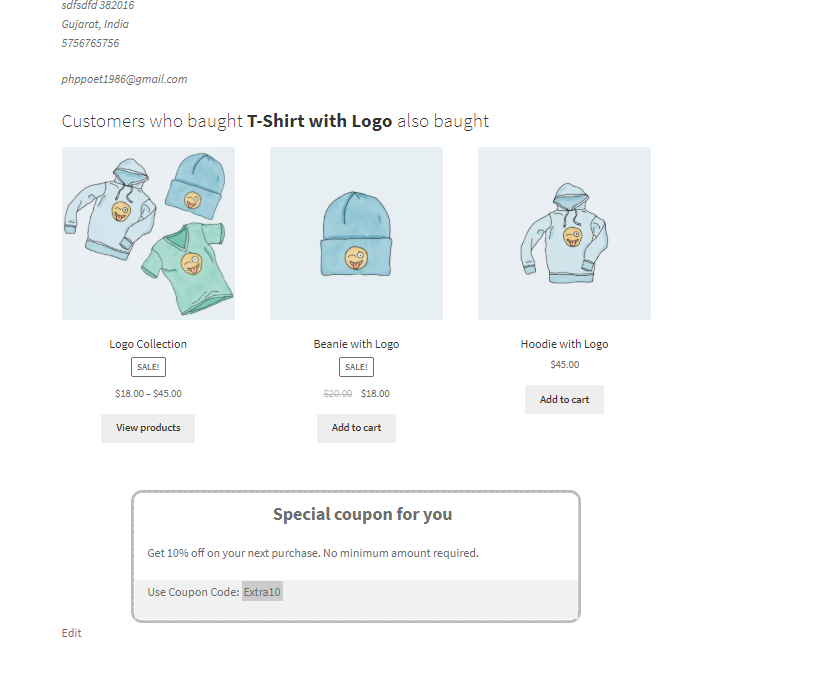 sdfsdfd 382016
Gujarat, India
5756765756
phppoet1986@gmail.com
Customers who baught T-Shirt with Logo also baught
Logo Collection
SALE!
$18.00 – $45.00
View products
Beanie with Logo
SALE!
$20.00 $18.00
Add to cart
Hoodie with Logo
$45.00
Add to cart
Special coupon for you
Get 10% off on your next purchase. No minimum amount required.
Use Coupon Code: Extra10
Edit